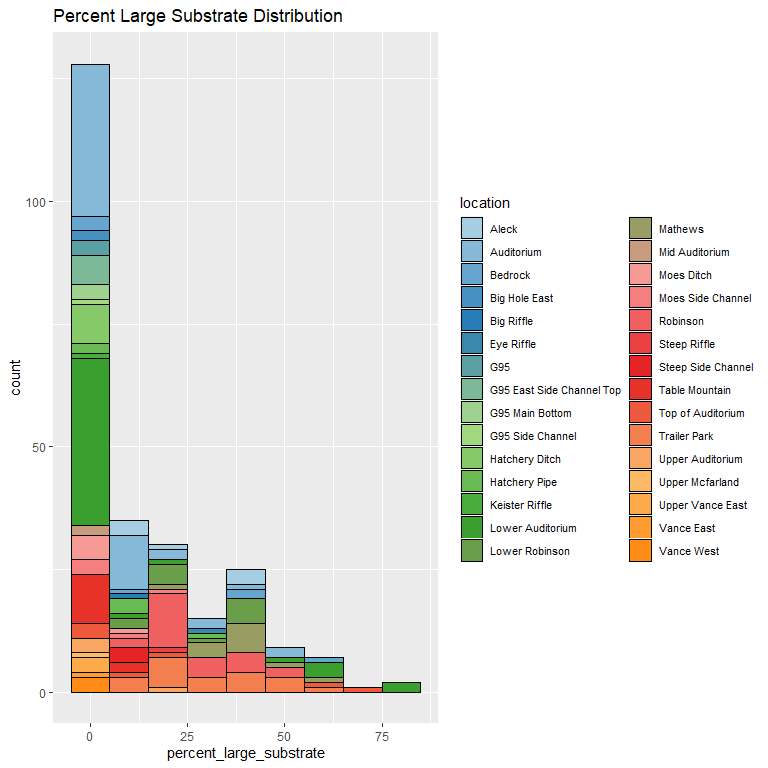 Percent Large Substrate Distribution
count
100
50
0
0
25
50
75
percent_large_substrate
location
Aleck
Auditorium
Bedrock
Big Hole East
Big Riffle
Eye Riffle
G95
G95 East Side Channel Top
G95 Main Bottom
G95 Side Channel
Hatchery Ditch
Hatchery Pipe
Keister Riffle
Lower Auditorium
Lower Robinson
Mathews
Mid Auditorium
Moes Ditch
Moes Side Channel
Robinson
Steep Riffle
Steep Side Channel
Table Mountain
Top of Auditorium
Trailer Park
Upper Auditorium
Upper Mcfarland
Upper Vance East
Vance East
Vance West